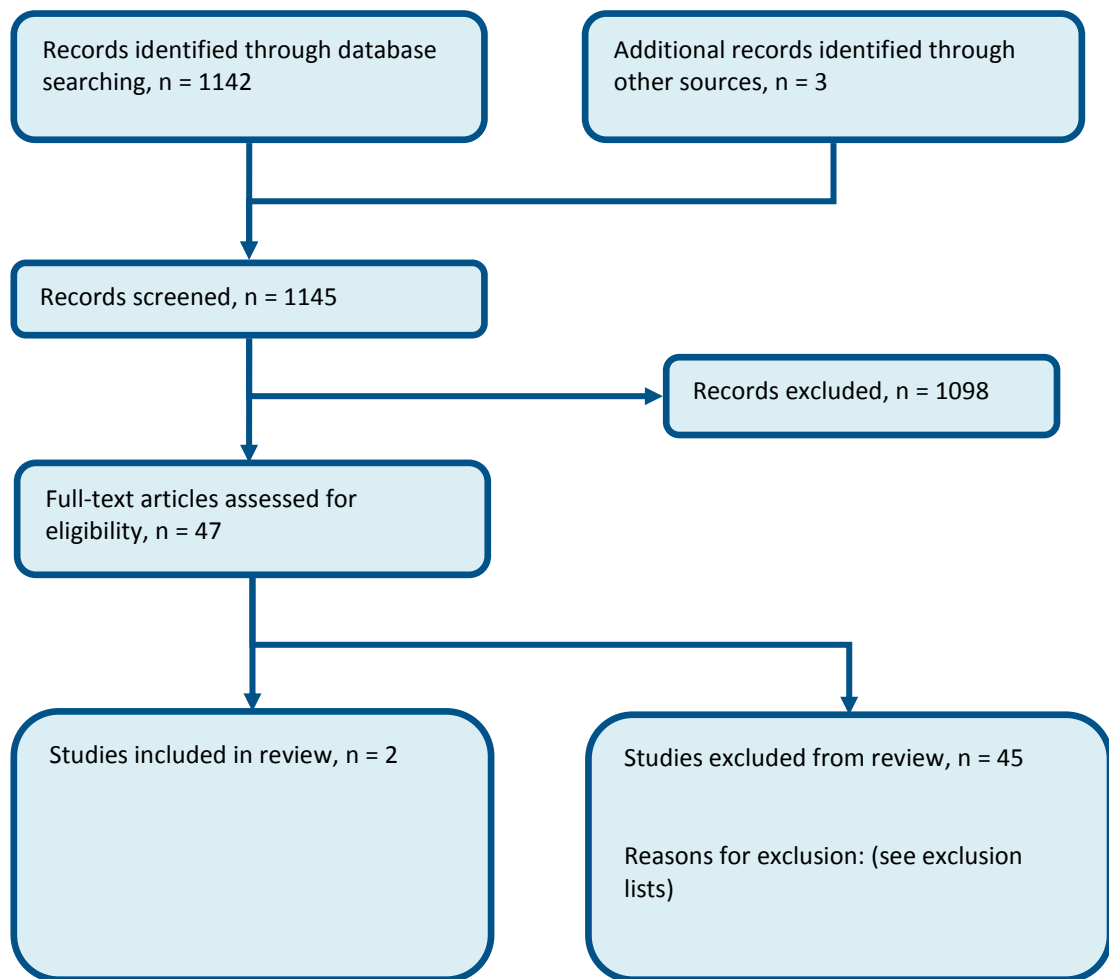 Records identified through database
searching, n = 1142
Additional records identified through
other sources, n = 3
Records screened, n = 1145
Records excluded, n = 1098
Full-text articles assessed for
eligibility, n = 47
Studies included in review, n = 2
Studies excluded from review, n = 45
Reasons for exclusion: (see exclusion
lists)